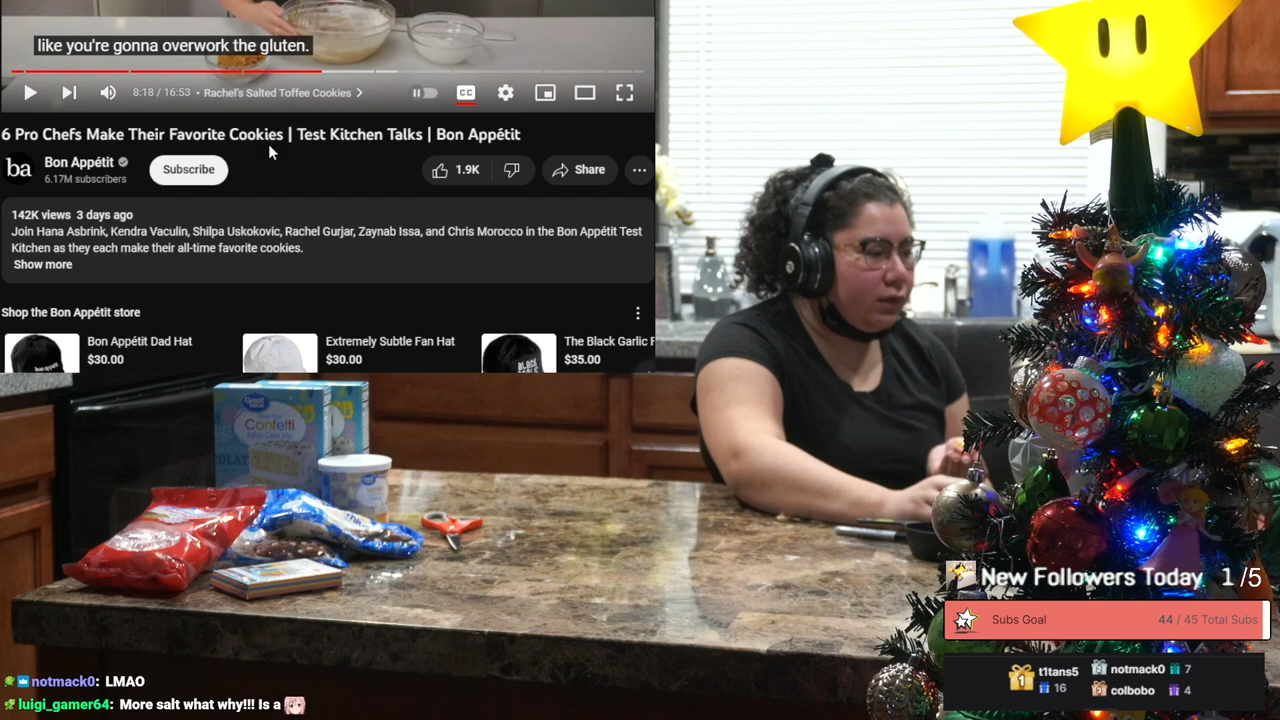 like you're gonna overwork the gluten.
8:18 / 16:53 • Rachel's Salted Toffee Cookies
CC
6 Pro Chefs Make Their Favorite Cookies | Test Kitchen Talks | Bon Appétit
ba
Bon Appétit
6.17M subscribers
Subscribe
1.9K
Share
142K views 3 days ago
Join Hana Asbrink, Kendra Vaculin, Shilpa Uskokovic, Rachel Gurjar, Zaynab Issa, and Chris Morocco in the Bon Appétit Test
Kitchen as they each make their all-time favorite cookies.
Show more
Shop the Bon Appétit store
Bon Appétit Dad Hat
$30.00
Extremely Subtle Fan Hat
$30.00
The Black Garlic F
$35.00
Great Value
Confetti
New Followers Today 1 /5
Subs Goal
44 / 45 Total Subs
1
t1tans5
16
notmack0
7
colbobo
4
notmack0: LMAO
luigi_gamer64: More salt what why!!! Is a